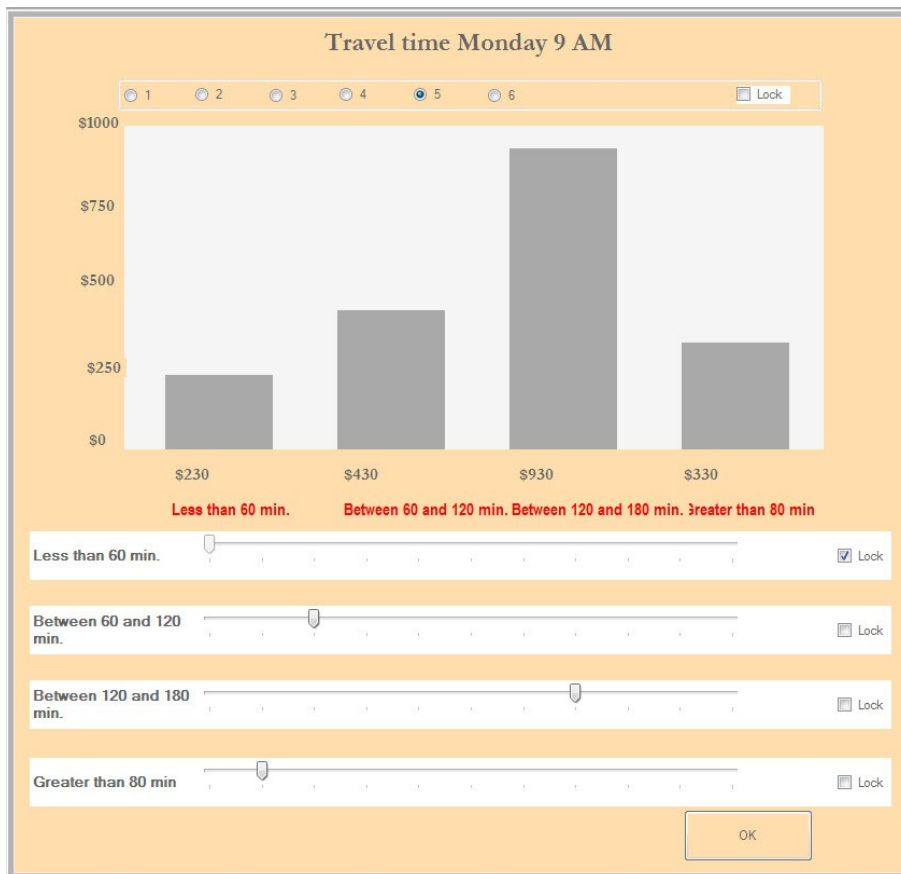 Travel time Monday 9 AM
1 2 3 4 5 6 Lock
$1000
$750
$500
$250
$0
$230 $430 $930 $330
Less than 60 min. Between 60 and 120 min. Between 120 and 180 min. Greater than 80 min
Less than 60 min. Lock
Between 60 and 120
min.
Lock
Between 120 and 180
min.
Lock
Greater than 80 min Lock
OK